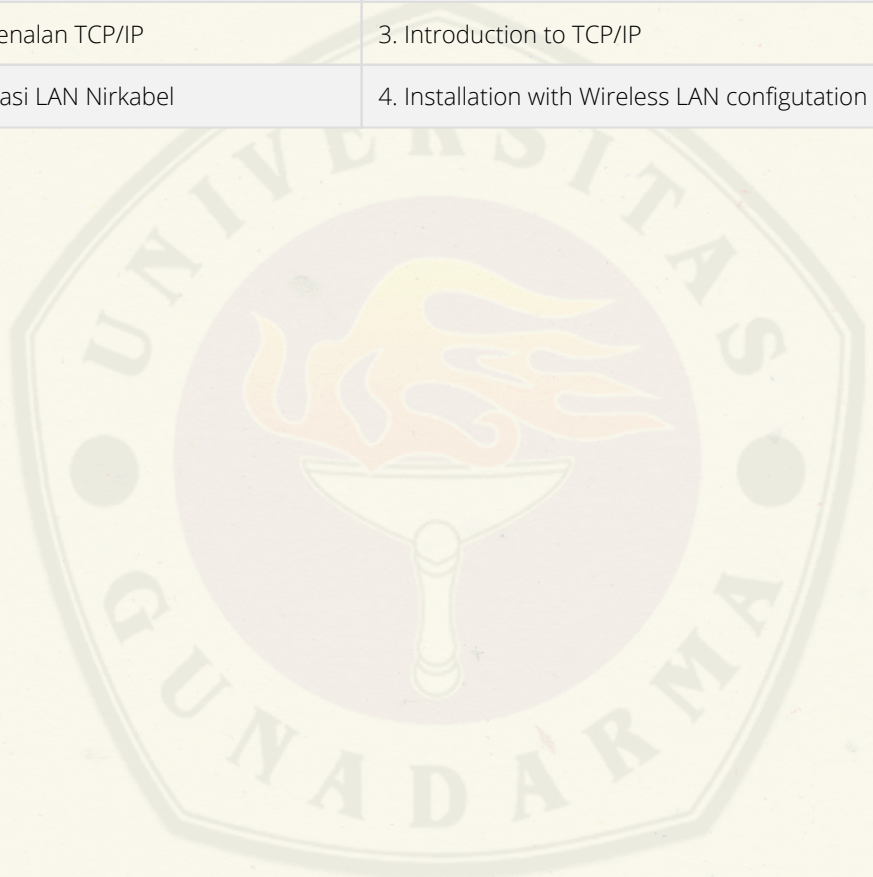 enalan TCP/IP
3. Introduction to TCP/IP
asi LAN Nirkabel
4. Installation with Wireless LAN configutation
UNIVERSITAS
GUNADARMA